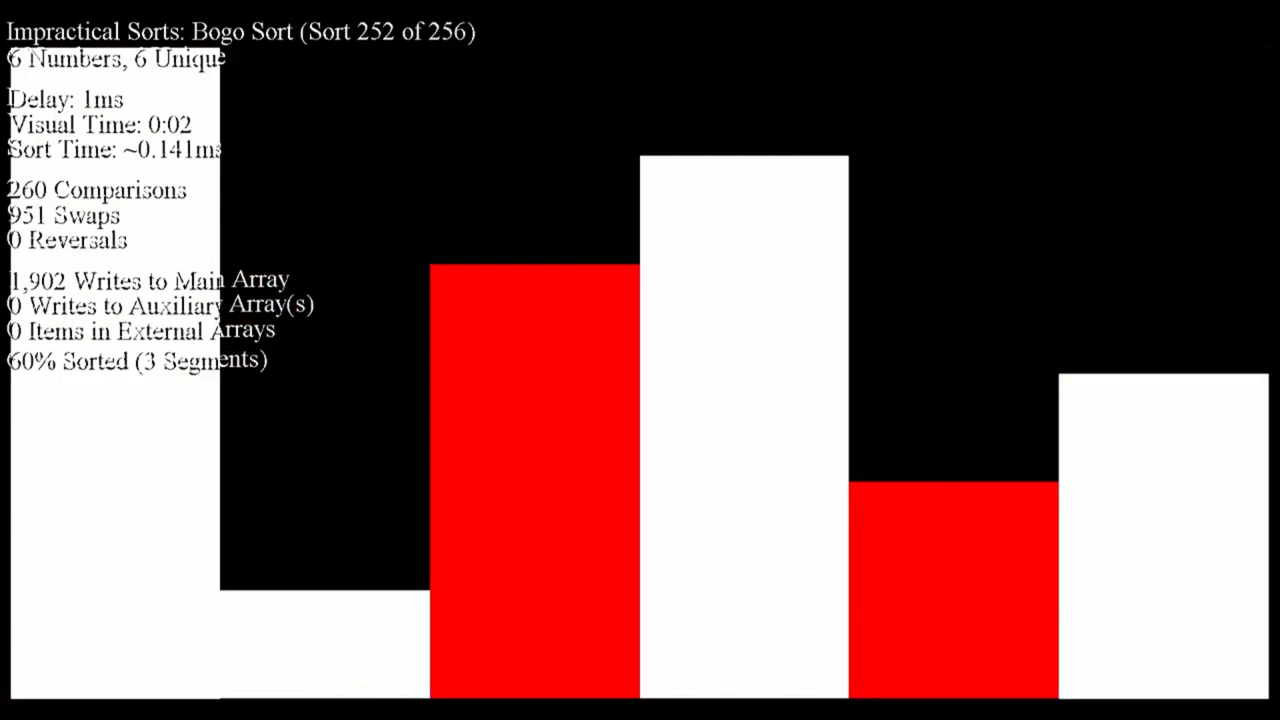 Impractical Sorts: Bogo Sort (Sort 252 of 256)
6 Numbers, 6 Unique
Delay: 1ms
Visual Time: 0:02
Sort Time: ~0.141ms
260 Comparisons
951 Swaps
0 Reversals
1,902 Writes to Main Array
0 Writes to Auxiliary Array(s)
0 Items in External Arrays
60% Sorted (3 Segments)